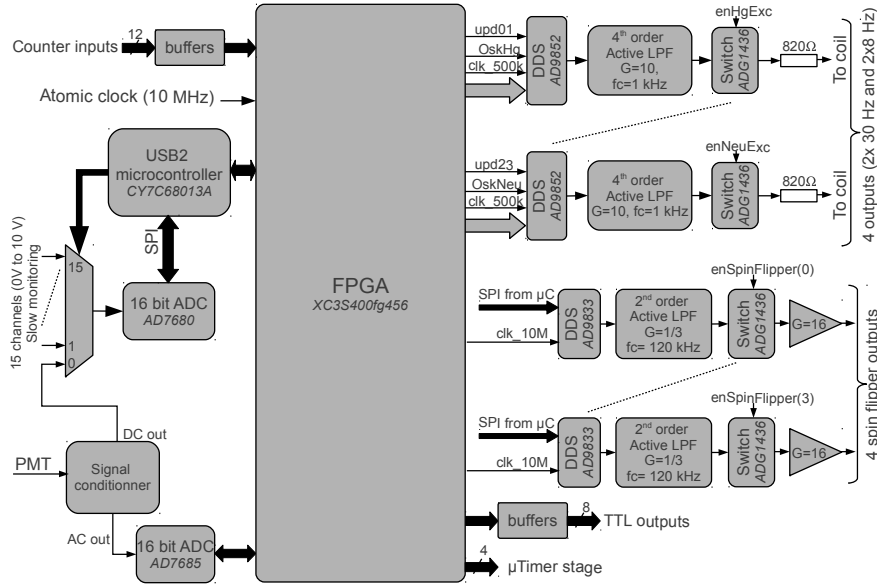 Counter inputs
12
buffers
Atomic clock (10 MHz)
USB2
microcontroller
CY7C68013A
SPI
15 channels (0V to 10 V)
Slow monitoring
15
1
0
16 bit ADC
AD7680
DC out
PMT
Signal
conditionner
AC out
16 bit ADC
AD7685
FPGA
XC3S400fg456
upd01
OskHg
clk_500k
DDS
AD9852
4th order
Active LPF
G=10,
fc=1 kHz
enHgExc
Switch
ADG1436
820Ω
To coil
upd23
OskNeu
clk_500k
DDS
AD9852
4th order
Active LPF
G=10, fc=1 kHz
enNeuExc
Switch
ADG1436
820Ω
To coil
4 outputs (2x 30 Hz and 2x8 Hz)
SPI from µC
clk_10M
DDS
AD9833
2nd order
Active LPF
G=1/3
fc= 120 kHz
enSpinFlipper(0)
Switch
ADG1436
G=16
SPI from µC
clk_10M
DDS
AD9833
2nd order
Active LPF
G=1/3
fc= 120 kHz
enSpinFlipper(3)
Switch
ADG1436
G=16
4 spin flipper outputs
buffers
8
TTL outputs
4
µTimer stage